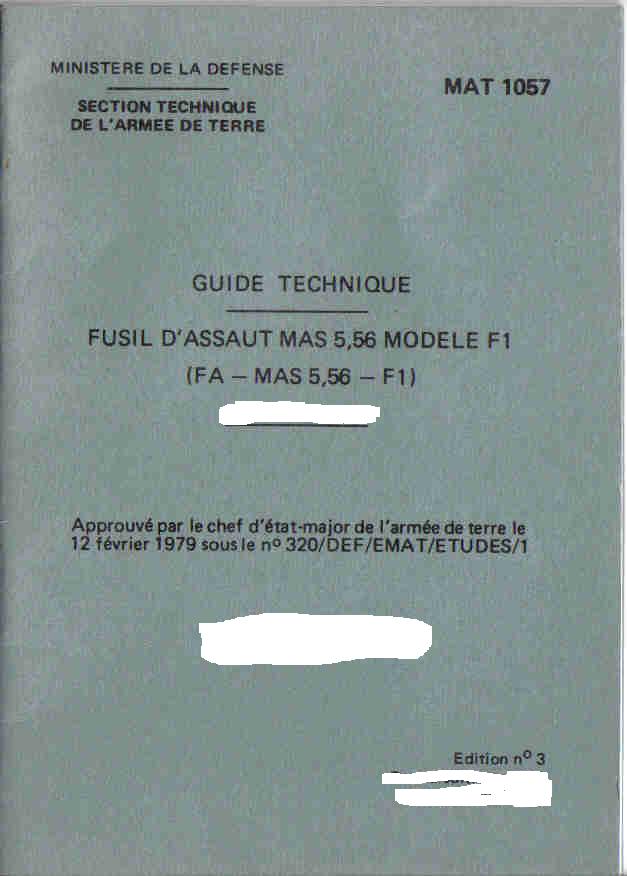 MINISTERE DE LA DEFENSE
SECTION TECHNIQUE
DE L'ARMEE DE TERRE
MAT 1057
GUIDE TECHNIQUE
FUSIL D'ASSAUT MAS 5,56 MODELE F1
(FA — MAS 5,56 — F1)
Approuvé par le chef d'état-major de l'armée de terre le
12 février 1979 sous le nº 320/DEF/EMAT/ETUDES/1
Edition nº 3